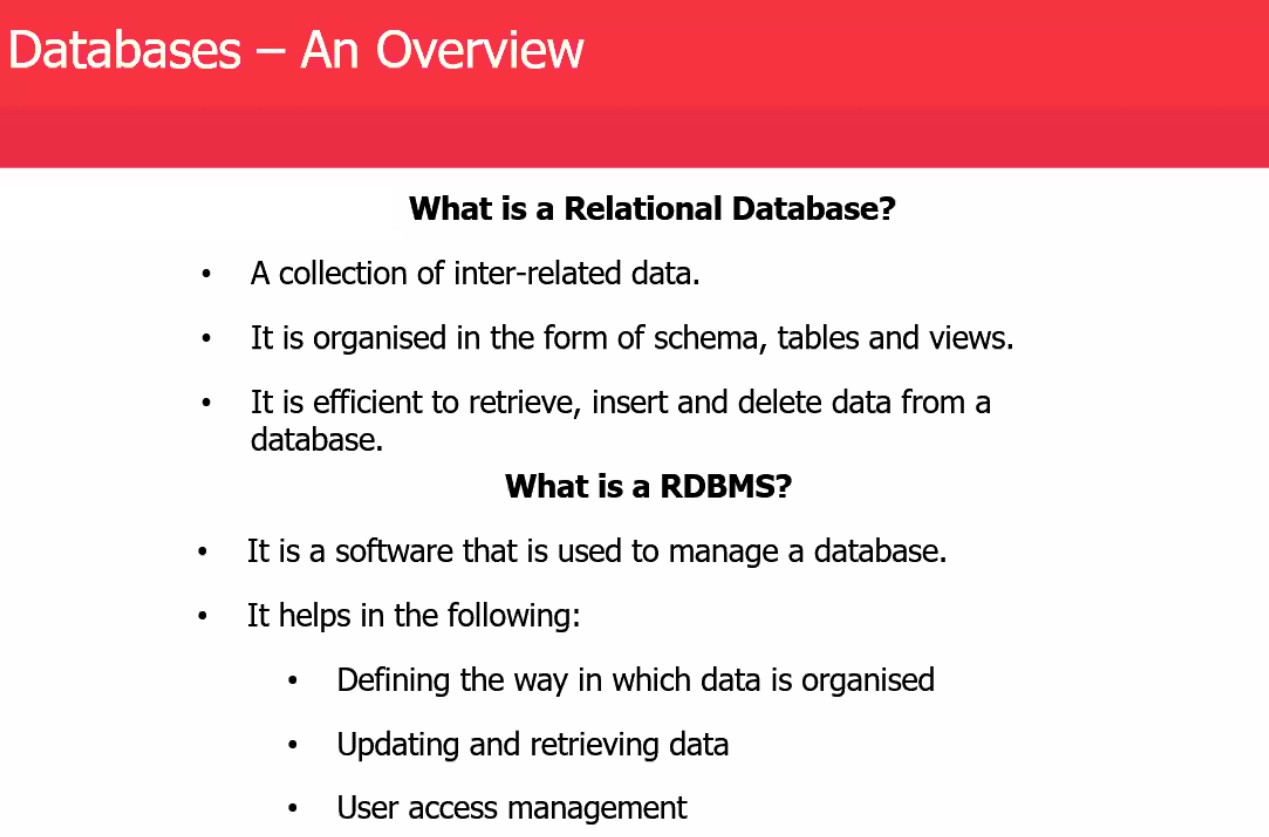 Databases – An Overview
What is a Relational Database?
• A collection of inter-related data.
• It is organised in the form of schema, tables and views.
• It is efficient to retrieve, insert and delete data from a
database.
What is a RDBMS?
• It is a software that is used to manage a database.
• It helps in the following:
• Defining the way in which data is organised
• Updating and retrieving data
• User access management